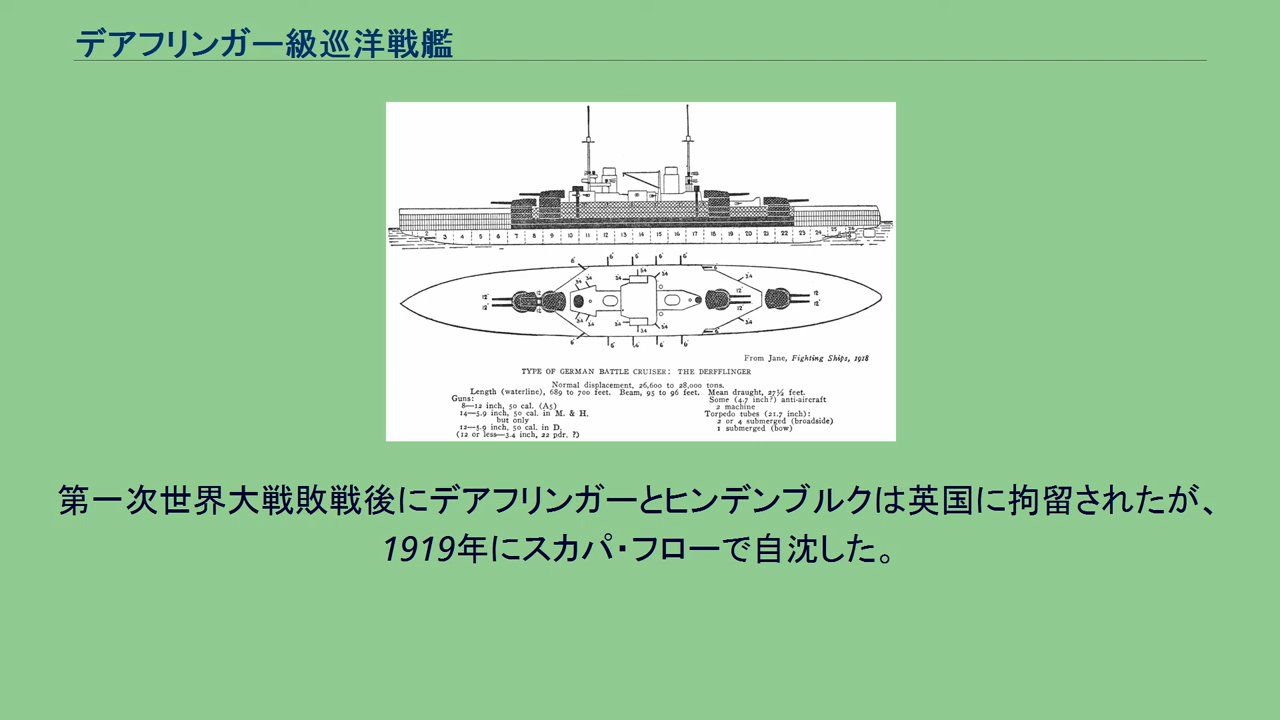 デアフリンガー級巡洋戦艦
From Jane, Fighting Ships, 1918
TYPE OF GERMAN BATTLE CRUISER: THE DERFFLINGER
Normal displacement, 26,600 to 28,000 tons.
Length (waterline), 689 to 700 feet. Beam, 95 to 96 feet. Mean draught, 27½ feet.
Guns:
8—12 inch, 50 cal. (A5)
14—5.9 inch, 50 cal. in M. & H.
but only
12—5.9 inch, 50 cal. in D.
(12 or less—3.4 inch, 22 pdr. ?)
Some (4.7 inch?) anti-aircraft
2 machine
Torpedo tubes (21.7 inch):
2 or 4 submerged (broadside)
1 submerged (bow)
第一次世界大戦敗戦後にデアフリンガーとヒンデンブルクは英国に拘留されたが、
1919年にスカパ・フローで自沈した。